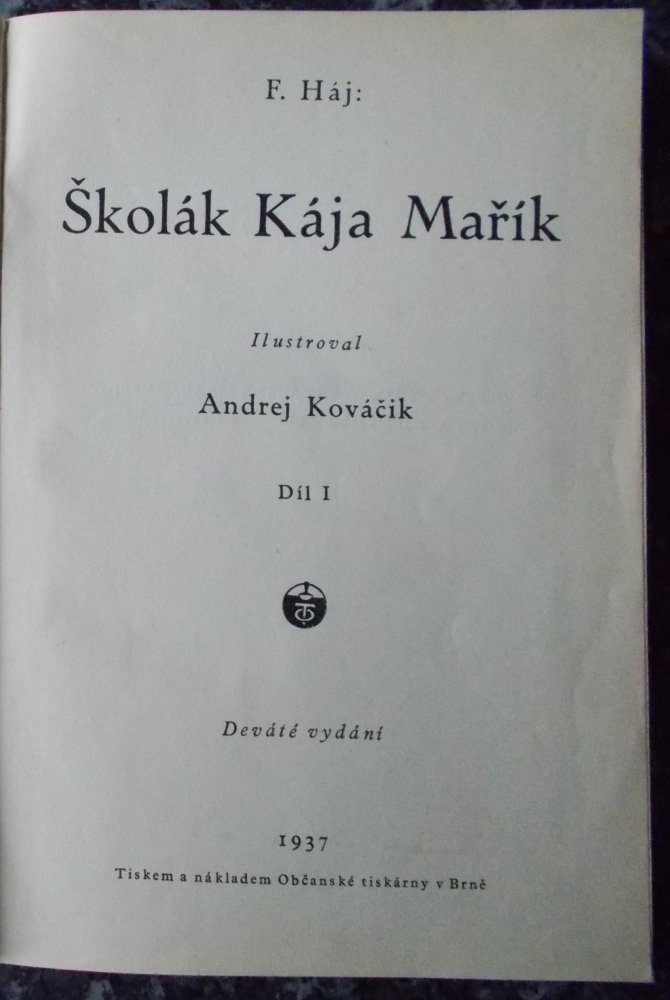 F. Háj:
Školák Kája Mařík
Ilustroval
Andrej Kováčik
Díl I
Deváté vydání
1937
Tiskem a nákladem Občanské tiskárny v Brně